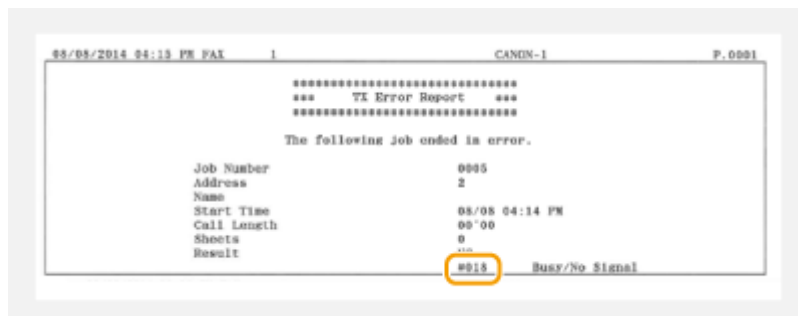 08/08/2014 04:15 PM FAX 1 CANON-1 P.0001
******************************
*** TX Error Report ***
******************************
The following job ended in error.
Job Number 0005
Address 2
Name
Start Time 08/08 04:14 PM
Call Length 00'00
Sheets 0
Result NG
#018 Busy/No Signal